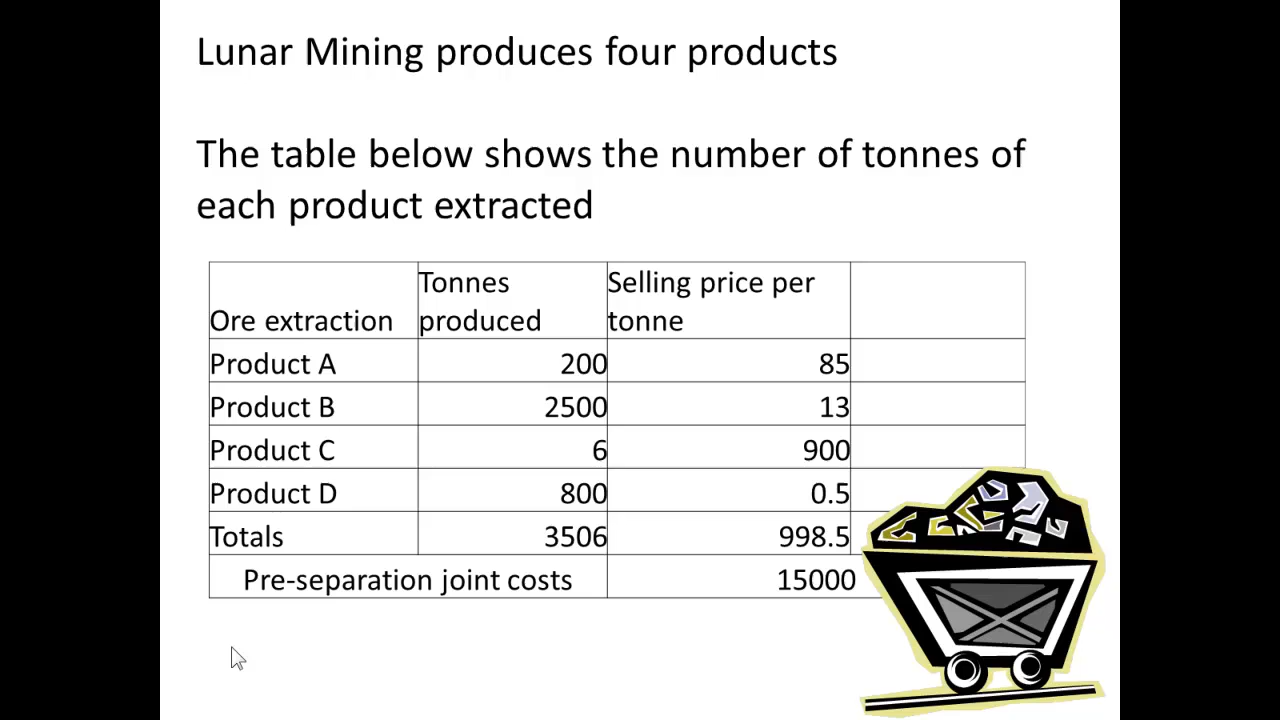 Lunar Mining produces four products
The table below shows the number of tonnes of
each product extracted
Ore extraction Tonnes produced Selling price per tonne
Product A 200 85
Product B 2500 13
Product C 6 900
Product D 800 0.5
Totals 3506 998.5
Pre-separation joint costs 15000